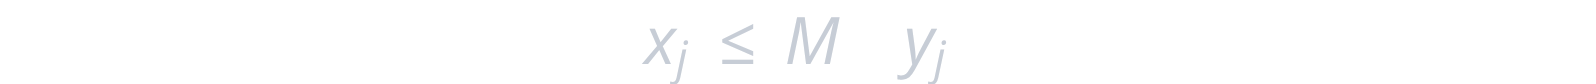 xⱼ ≤ M yⱼ